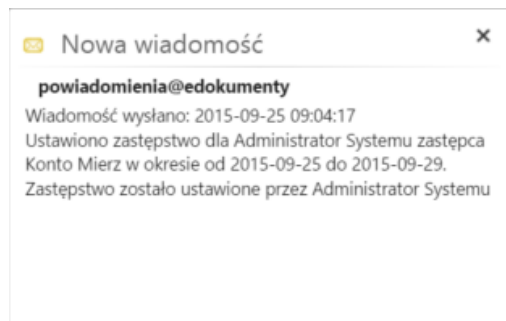 Nowa wiadomość
powiadomienia@edokumenty
Wiadomość wysłano: 2015-09-25 09:04:17
Ustawiono zastępstwo dla Administrator Systemu zastępca
Konto Mierz w okresie od 2015-09-25 do 2015-09-29.
Zastępstwo zostało ustawione przez Administrator Systemu